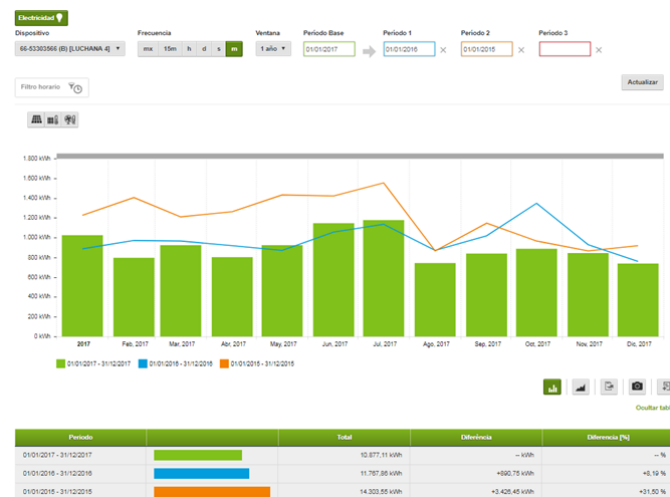 Electricidad
Dispositivo Frecuencia Ventana Periodo Base Periodo 1 Periodo 2 Periodo 3
66-53303566 (B) [LUCHANA 4] mx 15m h d s m 1 año 01/01/2017 01/01/2016 01/01/2015
Filtro horario Actualizar
1.800 kWh
1.600 kWh
1.400 kWh
1.200 kWh
1.000 kWh
800 kWh
600 kWh
400 kWh
200 kWh
0 kWh
2017 Feb, 2017 Mar, 2017 Abr, 2017 May, 2017 Jun, 2017 Jul, 2017 Ago, 2017 Sep, 2017 Oct, 2017 Nov, 2017 Dic, 2017
01/01/2017 - 31/12/2017 01/01/2016 - 31/12/2016 01/01/2015 - 31/12/2015
Ocultar tabl
Periodo Total Diferéncia Diferencia [%]
01/01/2017 - 31/12/2017 10.877,11 kWh -- kWh -- %
01/01/2016 - 31/12/2016 11.767,86 kWh +890,75 kWh +8,19 %
01/01/2015 - 31/12/2015 14.303,55 kWh +3.426,45 kWh +31,50 %